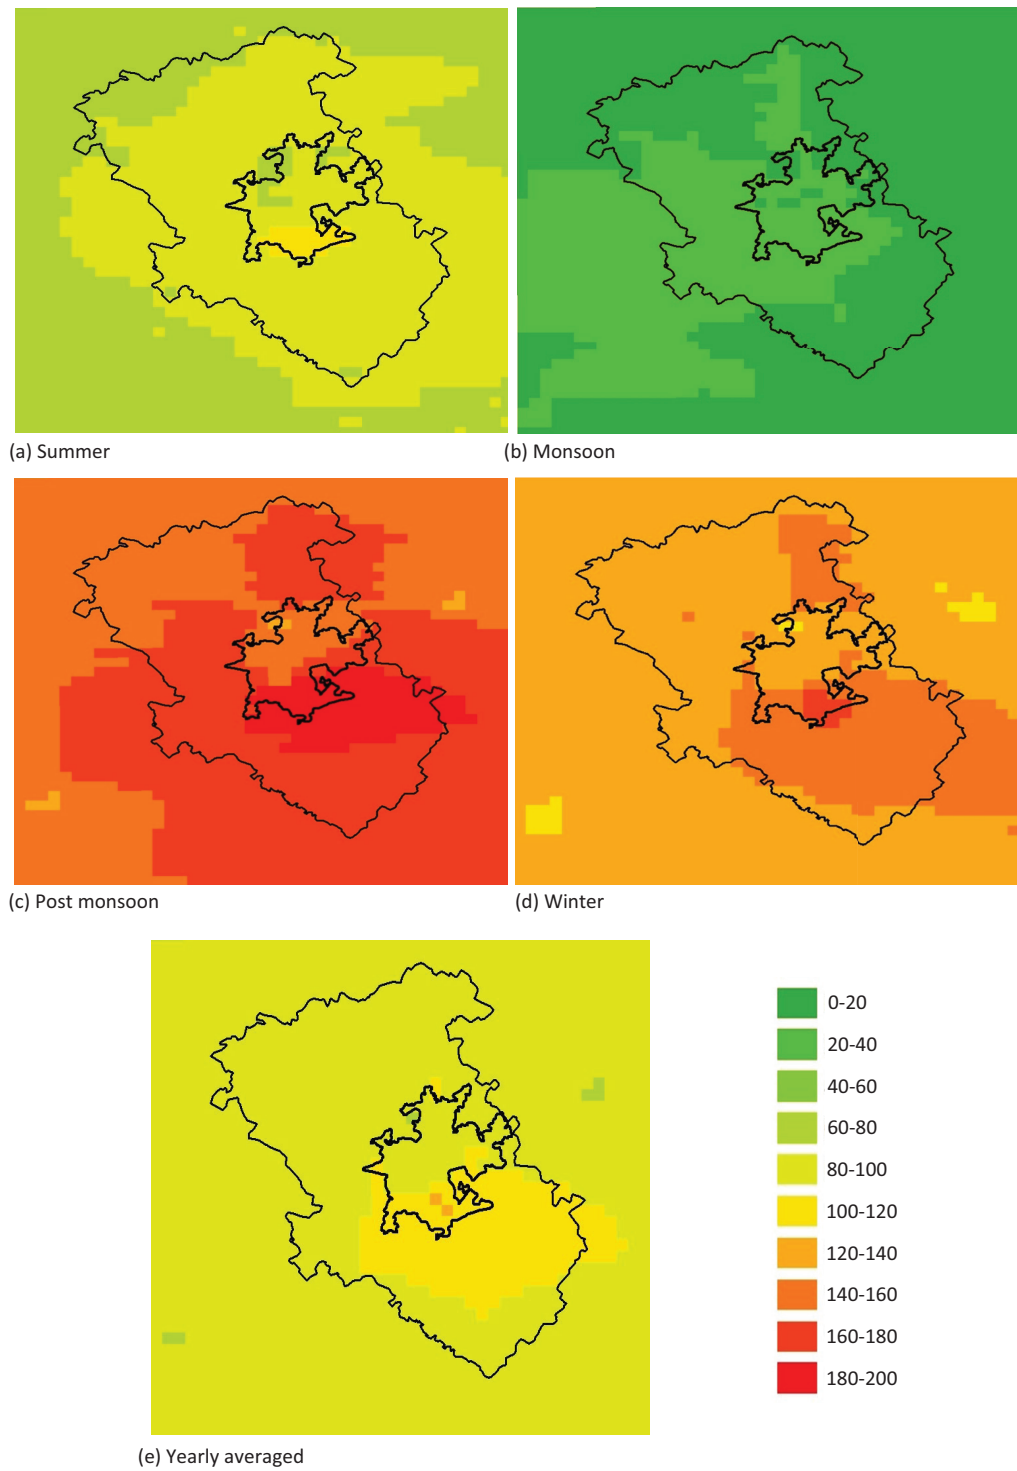 (a) Summer
(b) Monsoon
(c) Post monsoon
(d) Winter
0-20
20-40
40-60
60-80
80-100
100-120
120-140
140-160
160-180
180-200
(e) Yearly averaged